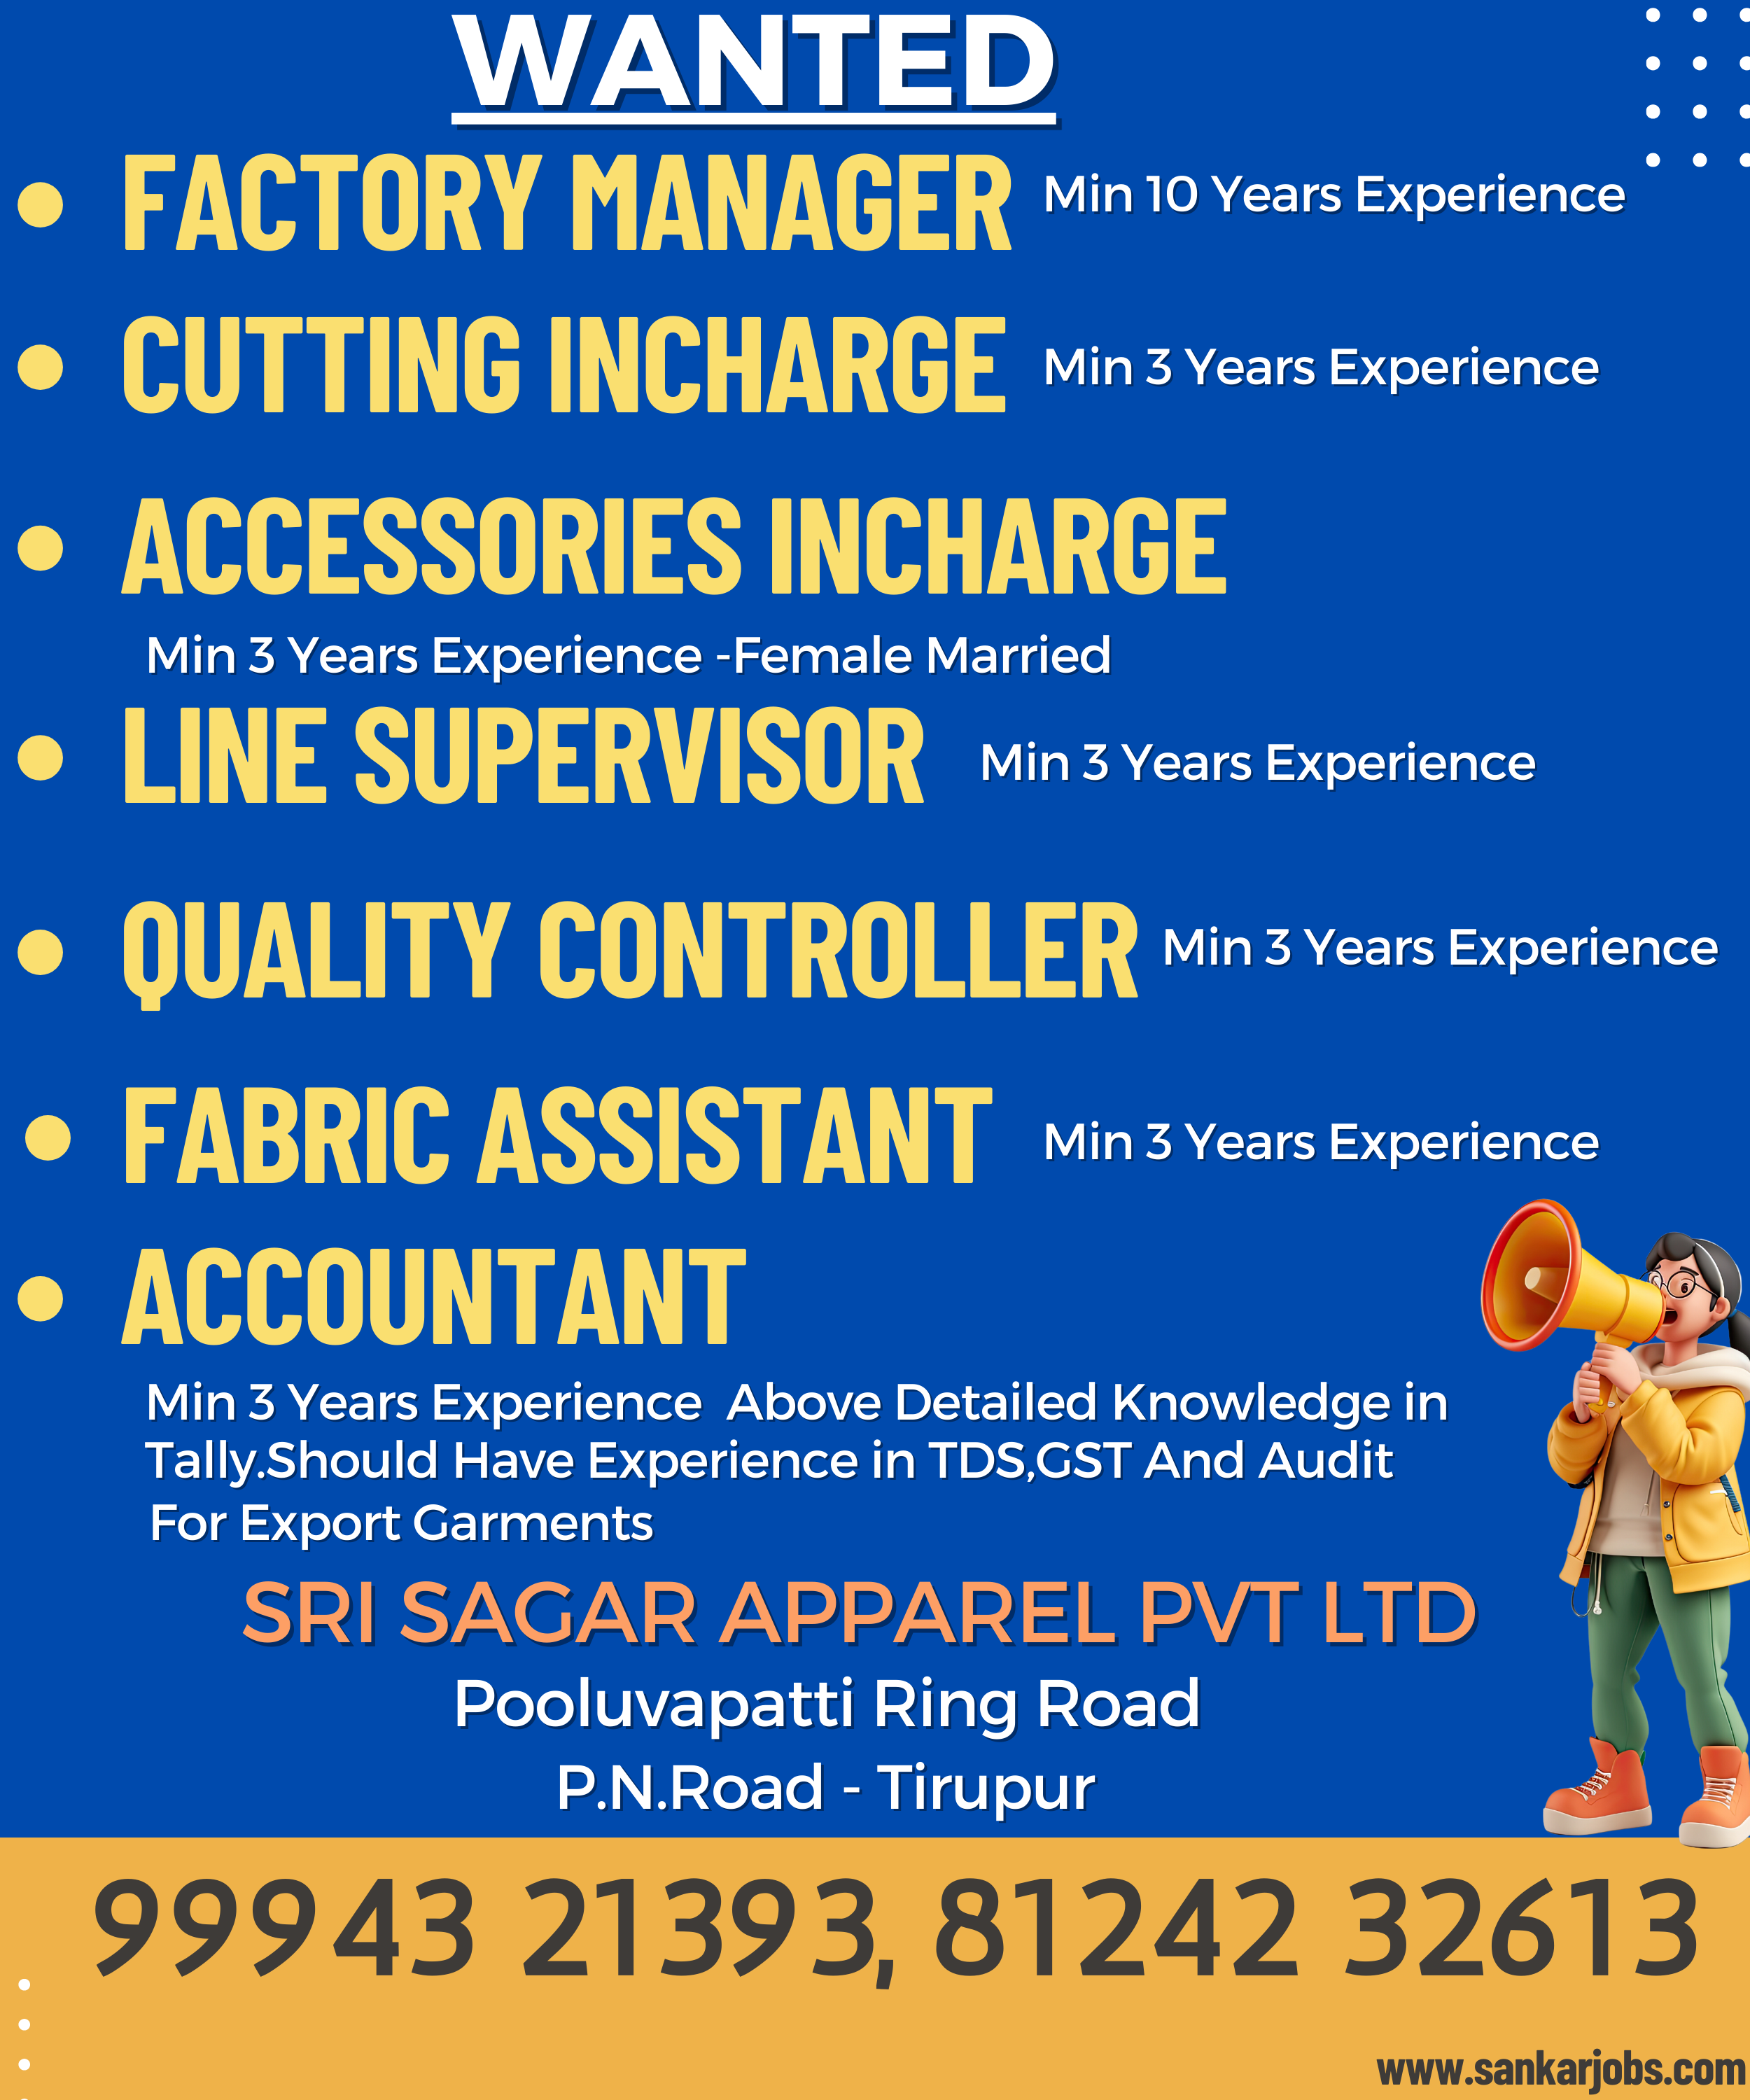 WANTED
FACTORY MANAGER Min 10 Years Experience
CUTTING INCHARGE Min 3 Years Experience
ACCESSORIES INCHARGE
Min 3 Years Experience -Female Married
LINE SUPERVISOR Min 3 Years Experience
QUALITY CONTROLLER Min 3 Years Experience
FABRIC ASSISTANT Min 3 Years Experience
ACCOUNTANT
Min 3 Years Experience Above Detailed Knowledge in
Tally.Should Have Experience in TDS,GST And Audit
For Export Garments
SRI SAGAR APPAREL PVT LTD
Pooluvapatti Ring Road
P.N.Road - Tirupur
99943 21393, 81242 32613
www.sankarjobs.com